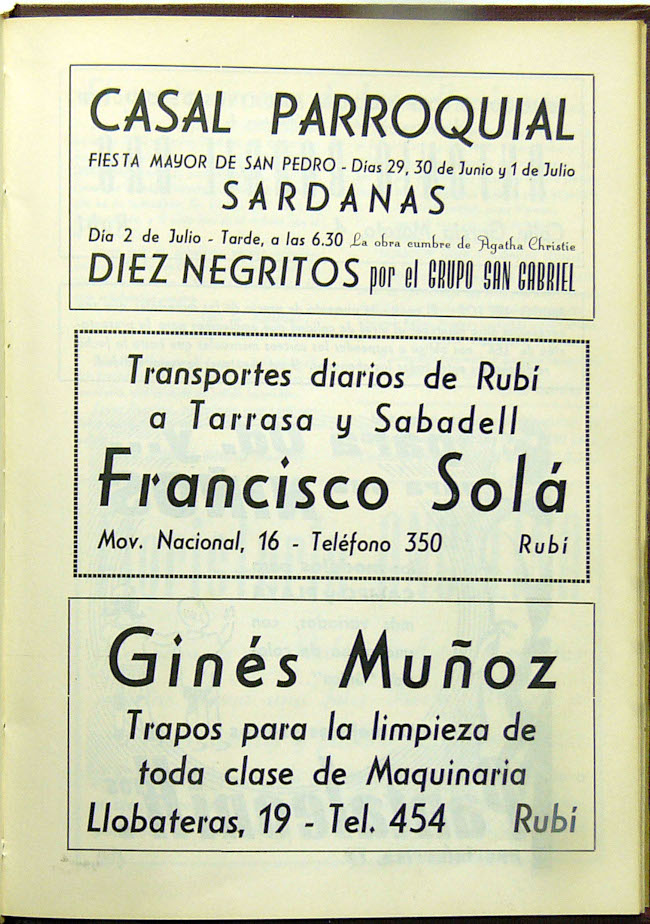 CASAL PARROQUIAL
FIESTA MAYOR DE SAN PEDRO - Días 29, 30 de Junio y 1 de Julio
SARDANAS
Día 2 de Julio - Tarde, a las 6.30 La obra cumbre de Agatha Christie
DIEZ NEGRITOS por el GRUPO SAN GABRIEL
Transportes diarios de Rubí
a Tarrasa y Sabadell
Francisco Solá
Mov. Nacional, 16 - Teléfono 350 Rubí
Ginés Muñoz
Trapos para la limpieza de
toda clase de Maquinaria
Llobateras, 19 - Tel. 454 Rubí